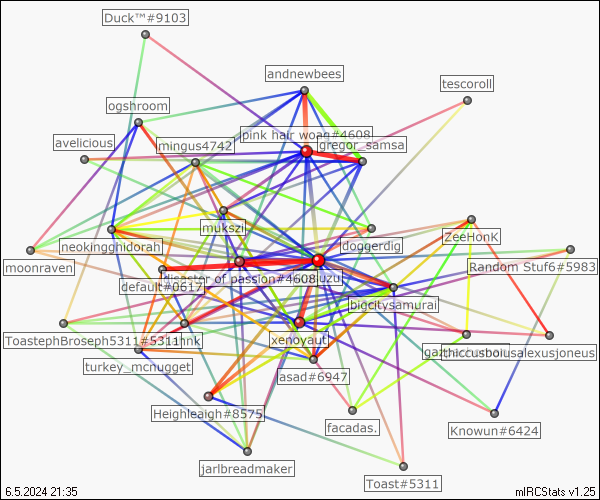 Duck™#9103
andnewbees
tescoroll
ogshroom
pink hair woag#4608
avelicious
mingus4742
gregor_samsa
mukszi
ZeeHonK
neokingghidorah
doggerdig
moonraven
Random Stuf6#5983
default#0617
disaster of passion#4608
uzu
bigcitysamurai
ToastephBroseph5311#5311
hnk
xenoyaut
thiccusboiusalexusjoneus
turkey_mcnugget
asad#6947
Heighleaigh#8575
facadas.
Knowun#6424
jarlbreadmaker
Toast#5311
6.5.2024 21:35
mIRCStats v1.25